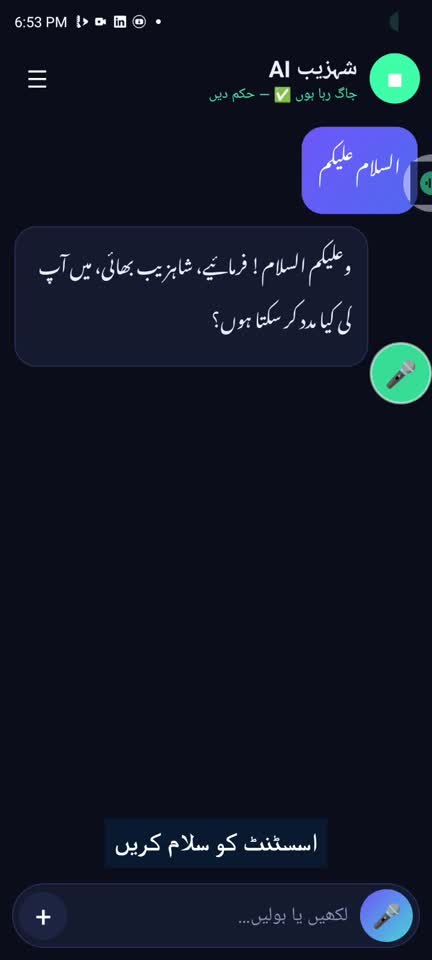 6:53 PM
شہزیب AI
جاگ رہا ہوں ✅ – حکم دیں
السلام علیکم
وعلیکم السلام! فرمائیے، شاہزیب بھائی، میں آپ
کی کیا مدد کر سکتا ہوں؟
اسسٹنٹ کو سلام کریں
لکھیں یا بولیں...